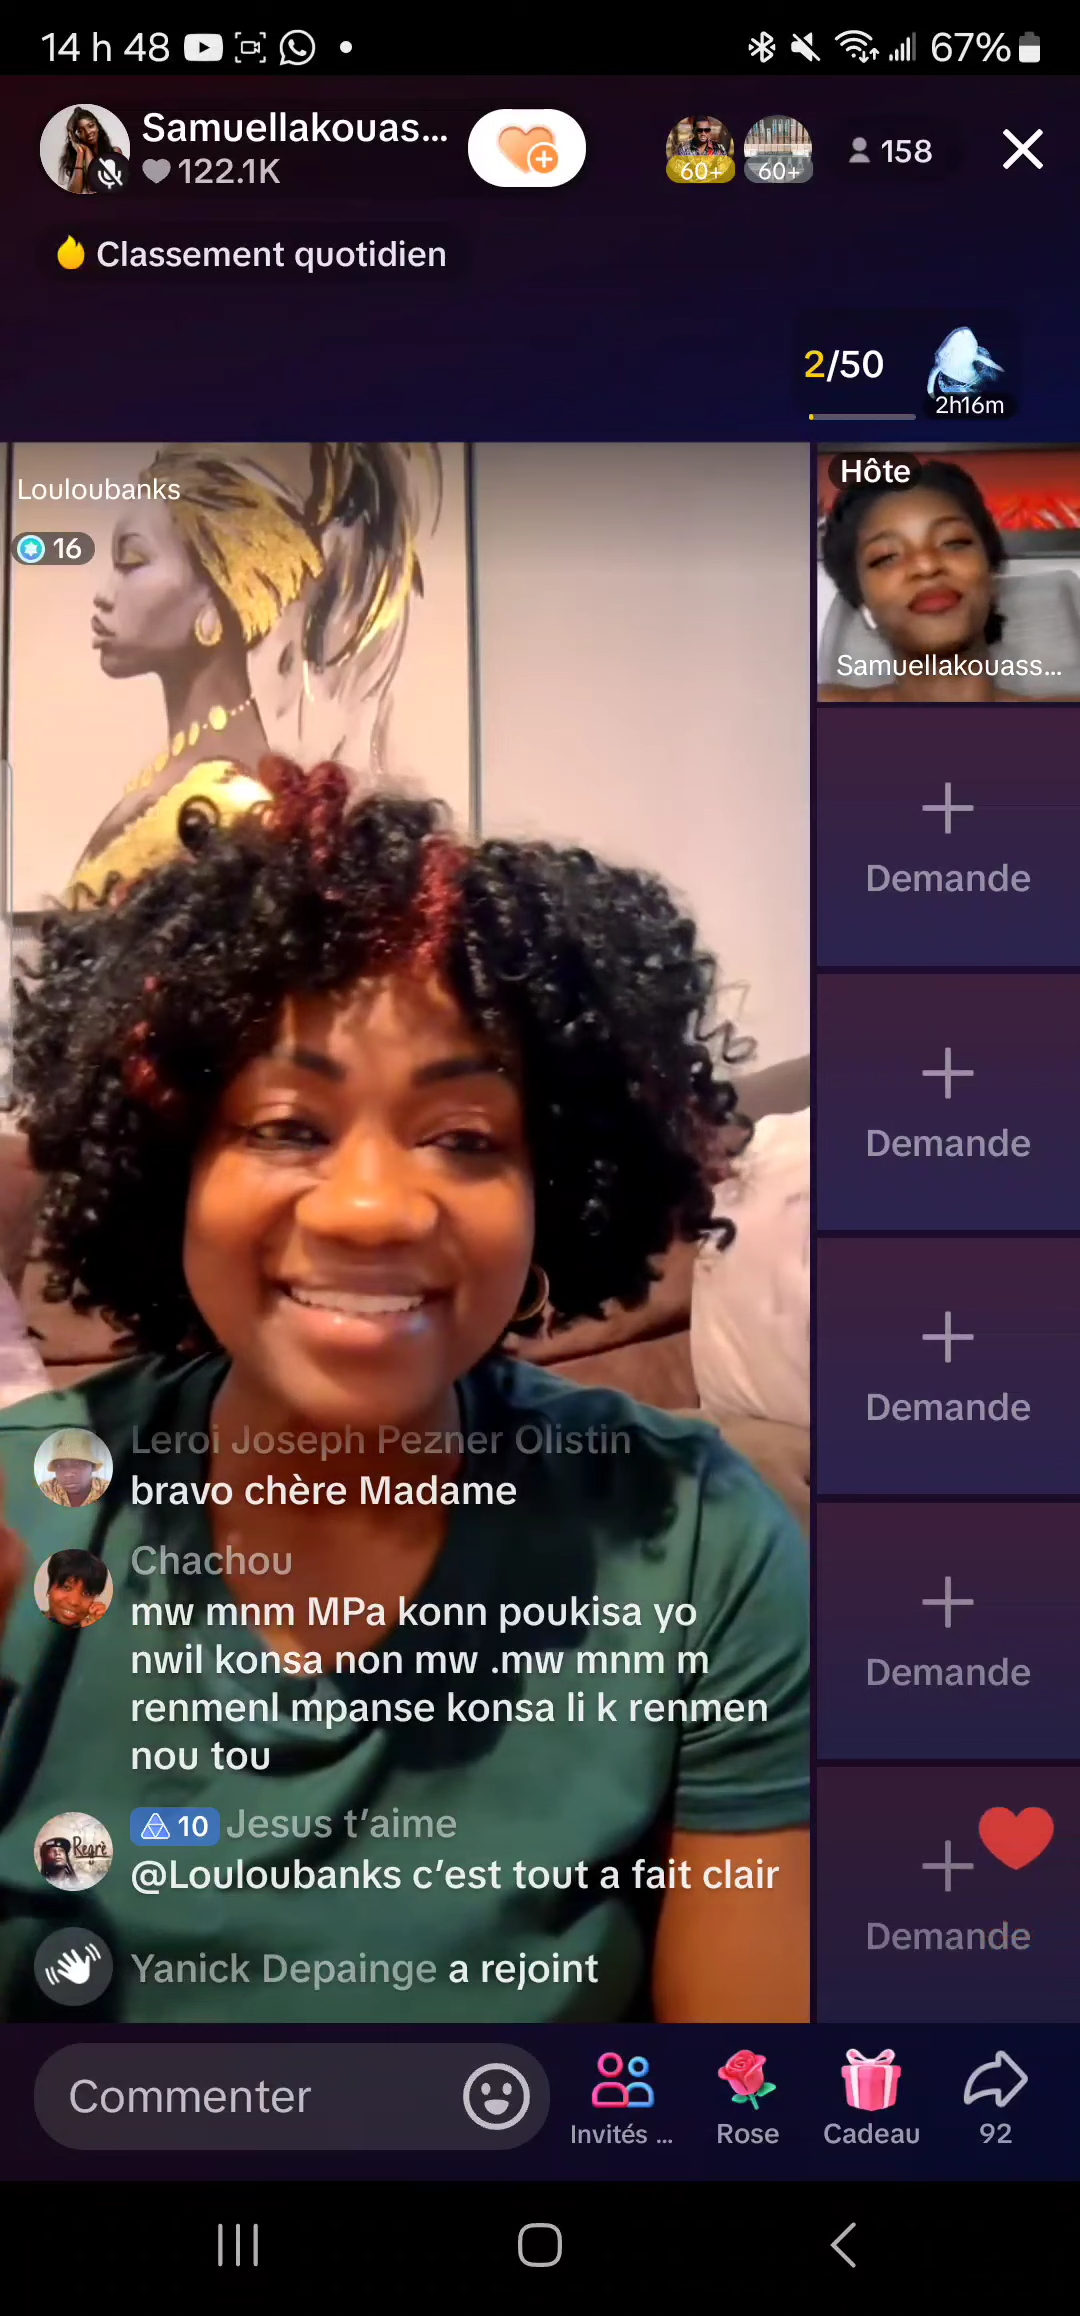 14 h 48
67%
Samuellakouas...
122.1K
60+
60+
158
Classement quotidien
2/50
2h16m
Louloubanks
16
Hôte
Samuellakouass...
Demande
Demande
Demande
Demande
Demande
Leroi Joseph Pezner Olistin
bravo chère Madame
Chachou
mw mnm MPa konn poukisa yo
nwil konsa non mw .mw mnm m
renmenl mpanse konsa li k renmen
nou tou
10 Jesus t’aime
Regrè
@Louloubanks c’est tout a fait clair
Yanick Depainge a rejoint
Commenter
Invités ...
Rose
Cadeau
92